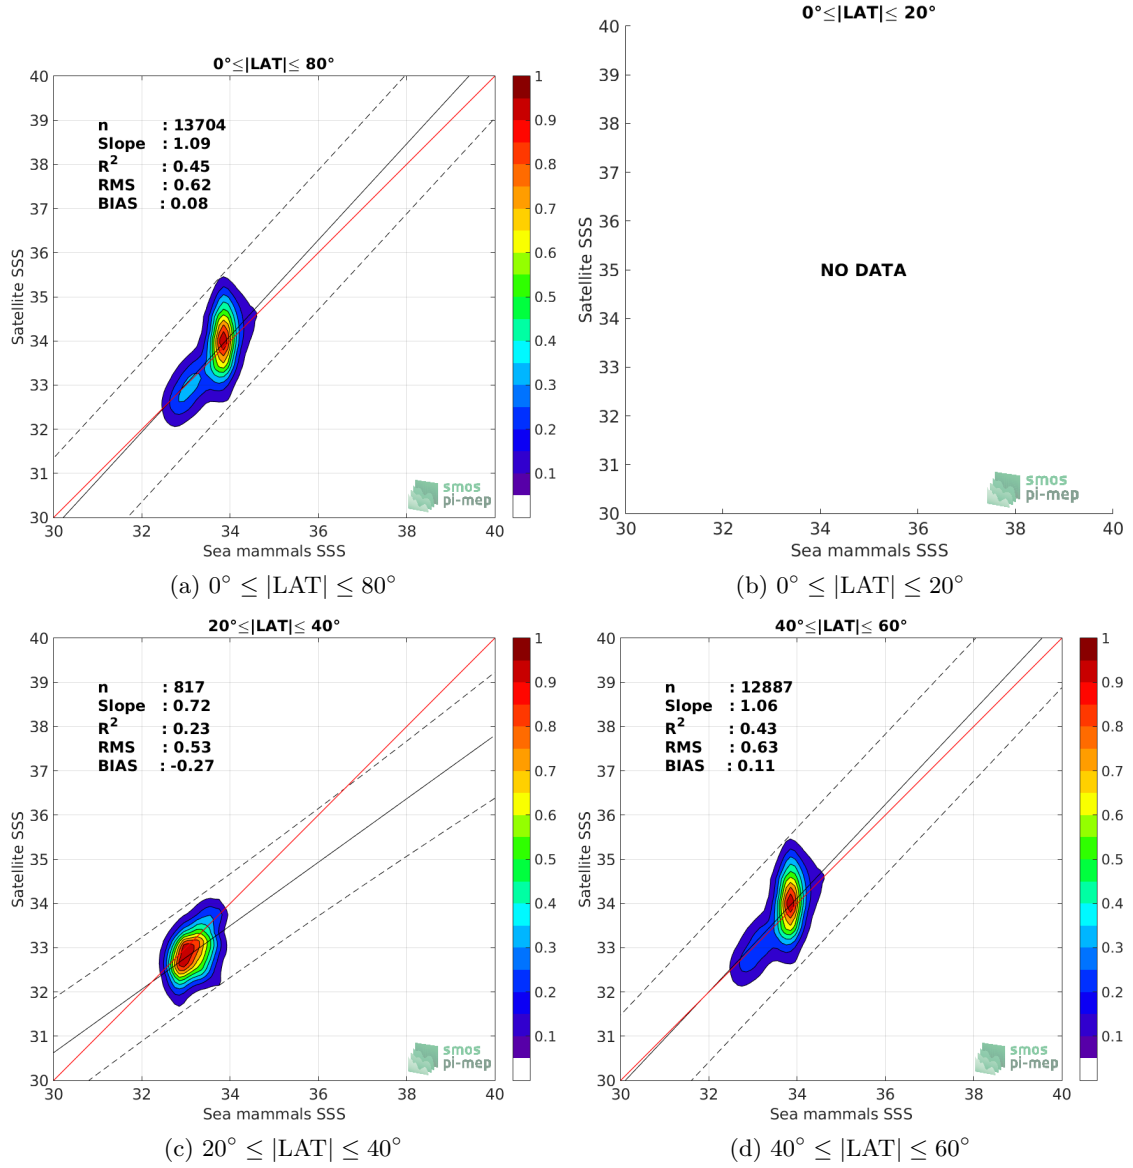 0°≤|LAT|≤ 80°
40
39
38
37
36
35
34
33
32
31
30
30
32
34
36
38
40
Satellite SSS
Sea mammals SSS
n : 13704
Slope : 1.09
R² : 0.45
RMS : 0.62
BIAS : 0.08
1
0.9
0.8
0.7
0.6
0.5
0.4
0.3
0.2
0.1
smos
pi-mep
(a) 0° ≤ |LAT| ≤ 80°
0°≤|LAT|≤ 20°
40
39
38
37
36
35
34
33
32
31
30
30
32
34
36
38
40
Satellite SSS
Sea mammals SSS
NO DATA
smos
pi-mep
(b) 0° ≤ |LAT| ≤ 20°
20°≤|LAT|≤ 40°
40
39
38
37
36
35
34
33
32
31
30
30
32
34
36
38
40
Satellite SSS
Sea mammals SSS
n : 817
Slope : 0.72
R² : 0.23
RMS : 0.53
BIAS : -0.27
1
0.9
0.8
0.7
0.6
0.5
0.4
0.3
0.2
0.1
smos
pi-mep
(c) 20° ≤ |LAT| ≤ 40°
40°≤|LAT|≤ 60°
40
39
38
37
36
35
34
33
32
31
30
30
32
34
36
38
40
Satellite SSS
Sea mammals SSS
n : 12887
Slope : 1.06
R² : 0.43
RMS : 0.63
BIAS : 0.11
1
0.9
0.8
0.7
0.6
0.5
0.4
0.3
0.2
0.1
smos
pi-mep
(d) 40° ≤ |LAT| ≤ 60°